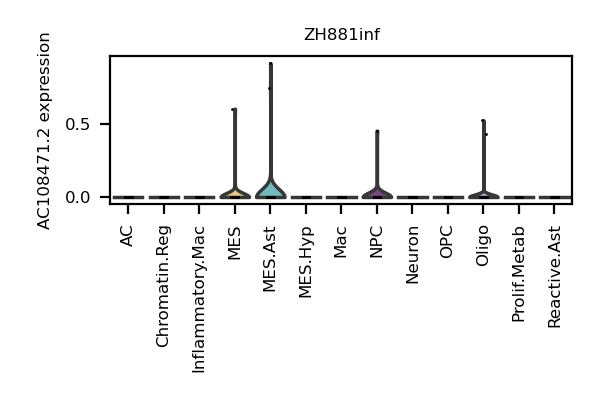 ZH881inf
AC108471.2 expression
0.5
0.0
AC
Chromatin.Reg
Inflammatory.Mac
MES
MES.Ast
MES.Hyp
Mac
NPC
Neuron
OPC
Oligo
Prolif.Metab
Reactive.Ast